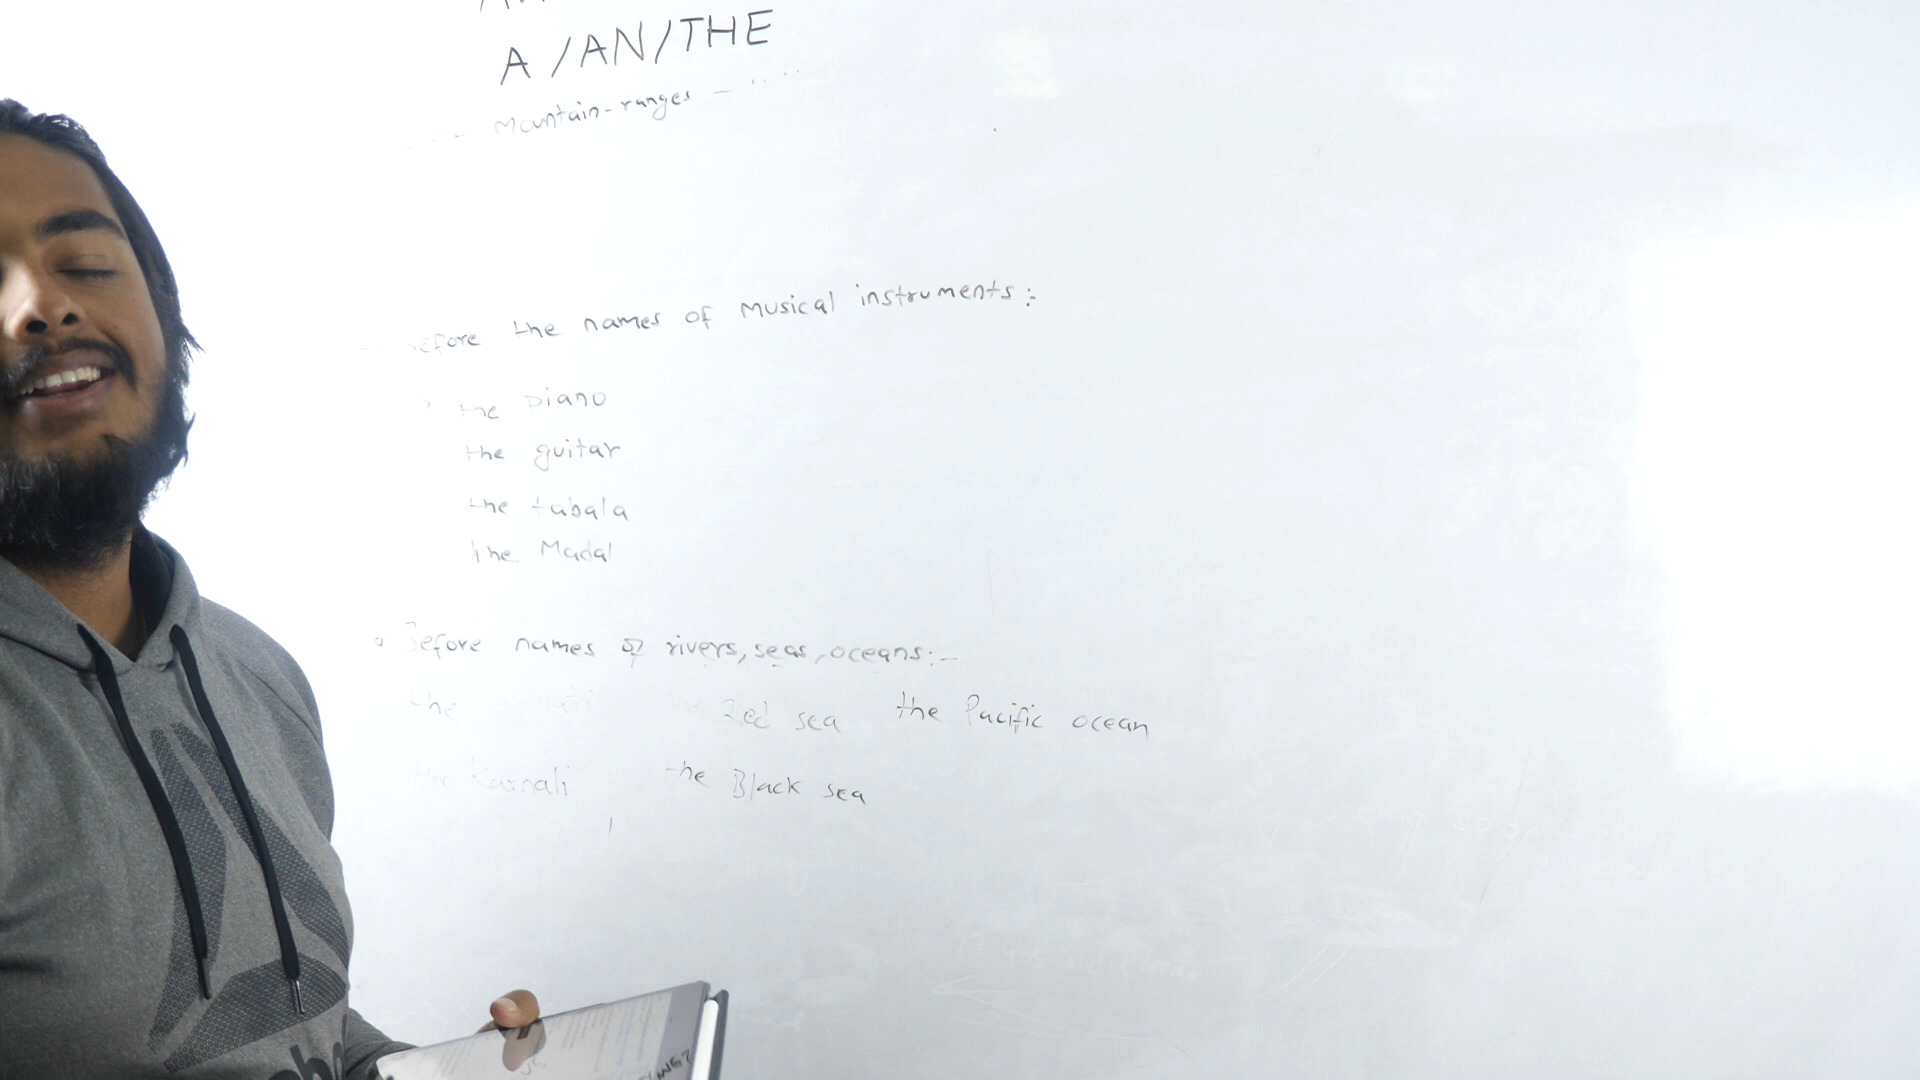 A/AN/THE
Mountain-ranges -
efore the names of Musical instruments:-
the piano
the guitar
the tabala
the Madal
Before names of rivers, seas, oceans:-
the Red sea the Pacific ocean
the Karnali the Black sea